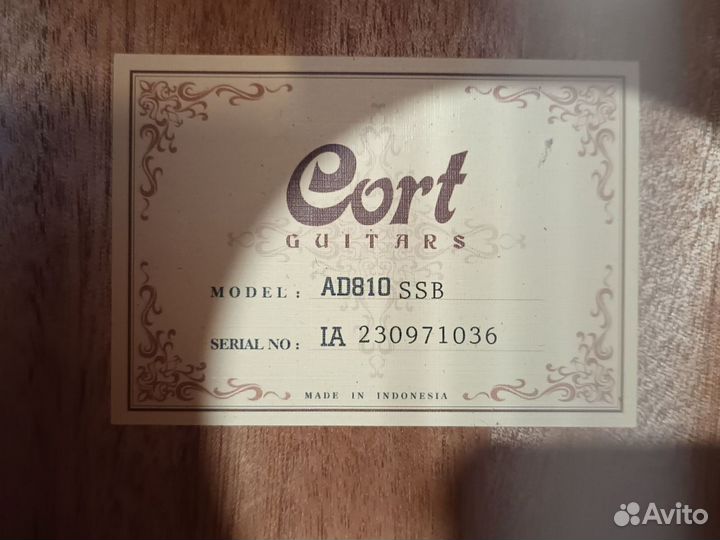 Cort
GUITARS
MODEL : AD810 SSB
SERIAL NO : IA 230971036
MADE IN INDONESIA
Avito